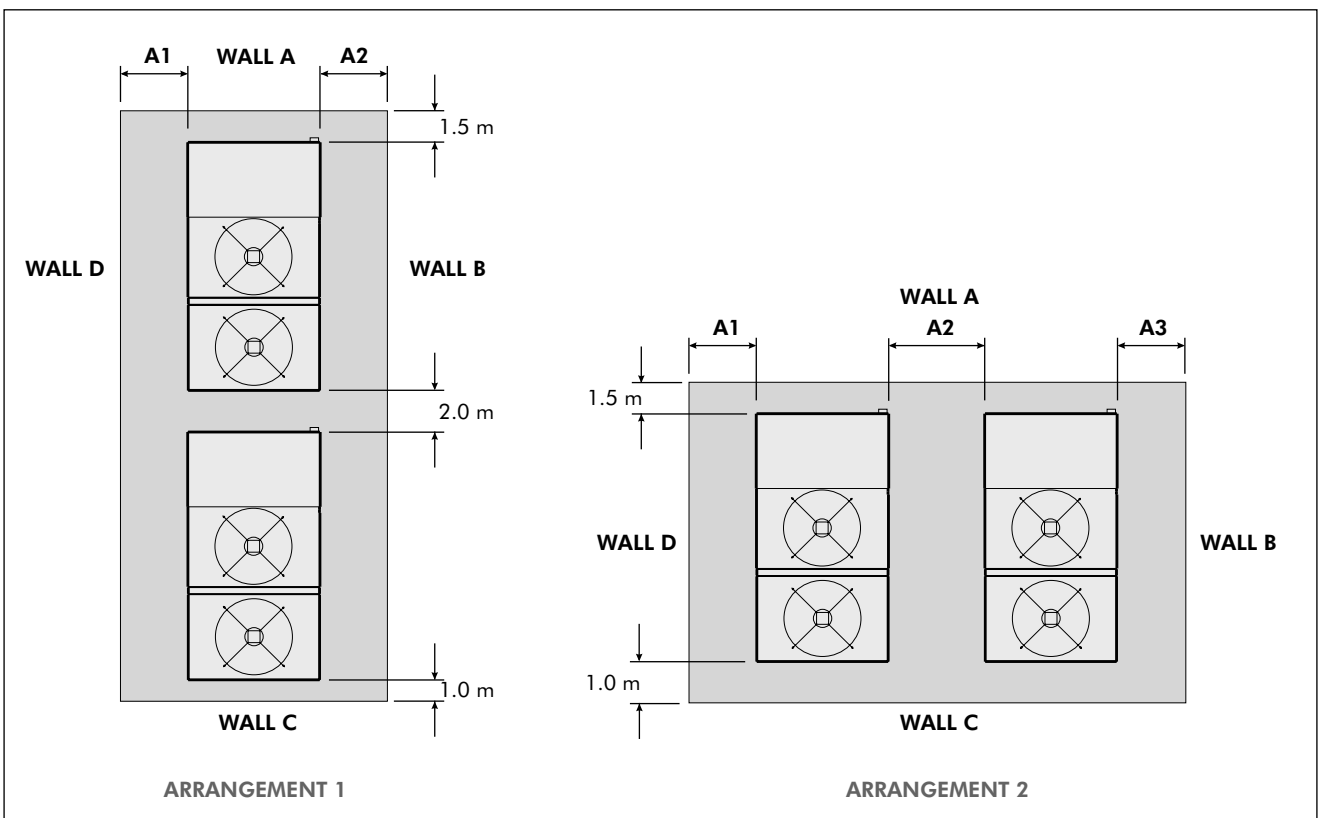 A1 WALL A A2
1.5 m
WALL D
WALL B
2.0 m
1.0 m
WALL C
ARRANGEMENT 1
WALL A
A1 A2 A3
1.5 m
WALL D
WALL B
1.0 m
WALL C
ARRANGEMENT 2